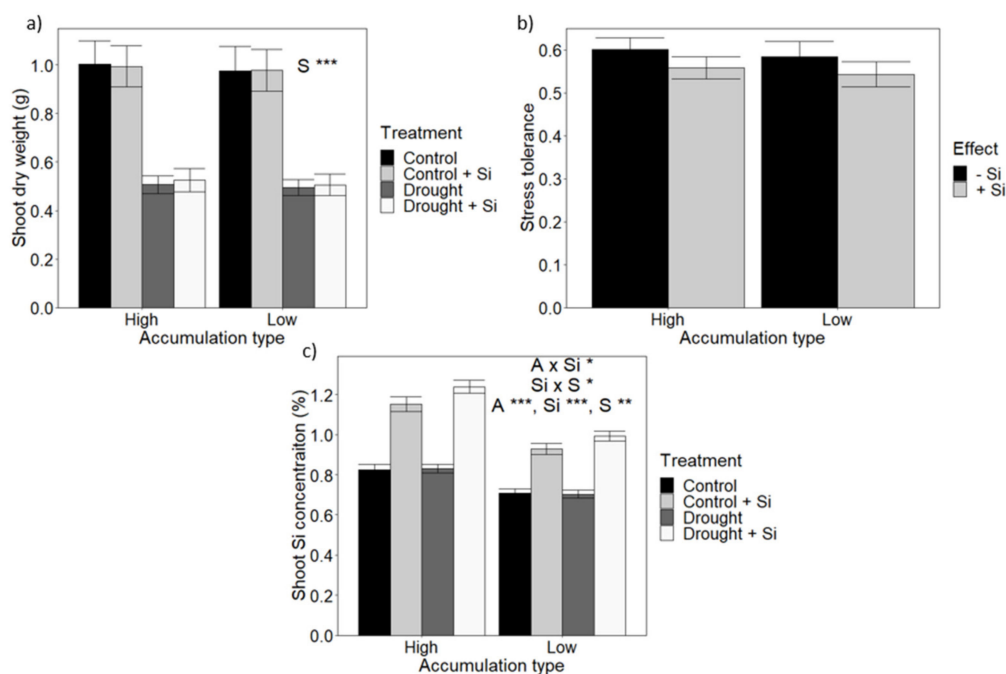 a)
Shoot dry weight (g)
1.0
0.8
0.6
0.4
0.2
0.0
S ***
High
Low
Accumulation type
Treatment
Control
Control + Si
Drought
Drought + Si
b)
Stress tolerance
0.6
0.5
0.4
0.3
0.2
0.1
0.0
High
Low
Accumulation type
Effect
- Si
+ Si
c)
Shoot Si concentraiton (%)
1.2
1.0
0.8
0.6
0.4
0.2
0.0
A x Si *
Si x S *
A ***, Si ***, S **
High
Low
Accumulation type
Treatment
Control
Control + Si
Drought
Drought + Si